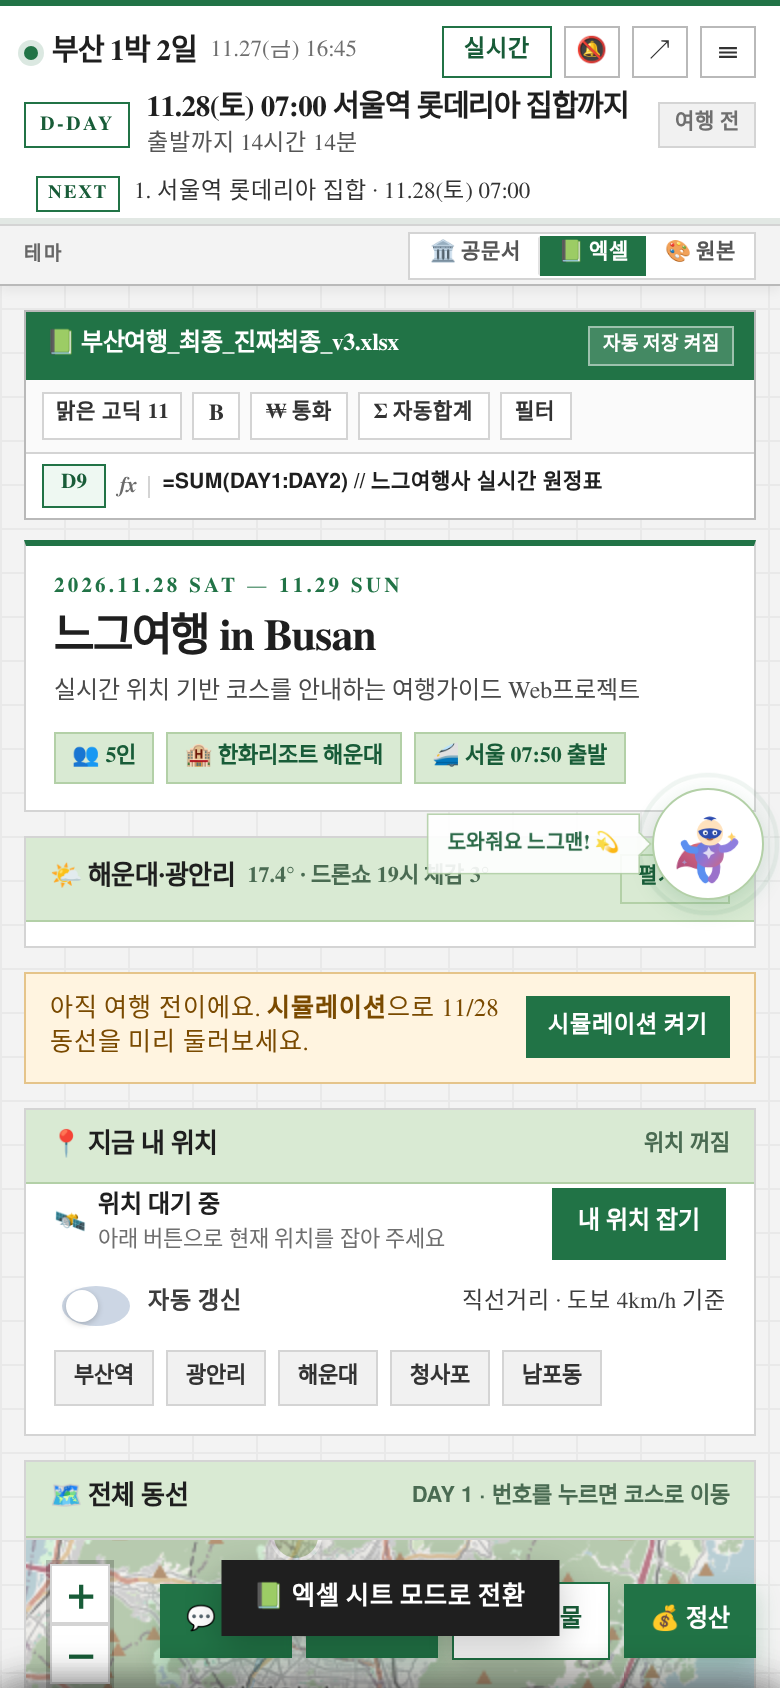 부산 1박 2일 11.27(금) 16:45 실시간
D-DAY 11.28(토) 07:00 서울역 롯데리아 집합까지 여행 전
출발까지 14시간 14분
NEXT 1. 서울역 롯데리아 집합 · 11.28(토) 07:00
테마 공문서 엑셀 원본
부산여행_최종_진짜최종_v3.xlsx 자동 저장 켜짐
맑은 고딕 11 B ₩ 통화 Σ 자동합계 필터
D9 fx =SUM(DAY1:DAY2) // 느그여행사 실시간 원정표
2026.11.28 SAT — 11.29 SUN
느그여행 in Busan
실시간 위치 기반 코스를 안내하는 여행가이드 Web프로젝트
5인 한화리조트 해운대 서울 07:50 출발
도와줘요 느그맨!
해운대·광안리 17.4° · 드론쇼 19시 체감 3°
아직 여행 전이에요. 시뮬레이션으로 11/28
동선을 미리 둘러보세요.
시뮬레이션 켜기
지금 내 위치 위치 꺼짐
위치 대기 중
아래 버튼으로 현재 위치를 잡아 주세요
내 위치 잡기
자동 갱신 직선거리 · 도보 4km/h 기준
부산역 광안리 해운대 청사포 남포동
전체 동선 DAY 1 · 번호를 누르면 코스로 이동
+
엑셀 시트 모드로 전환
물 정산
−